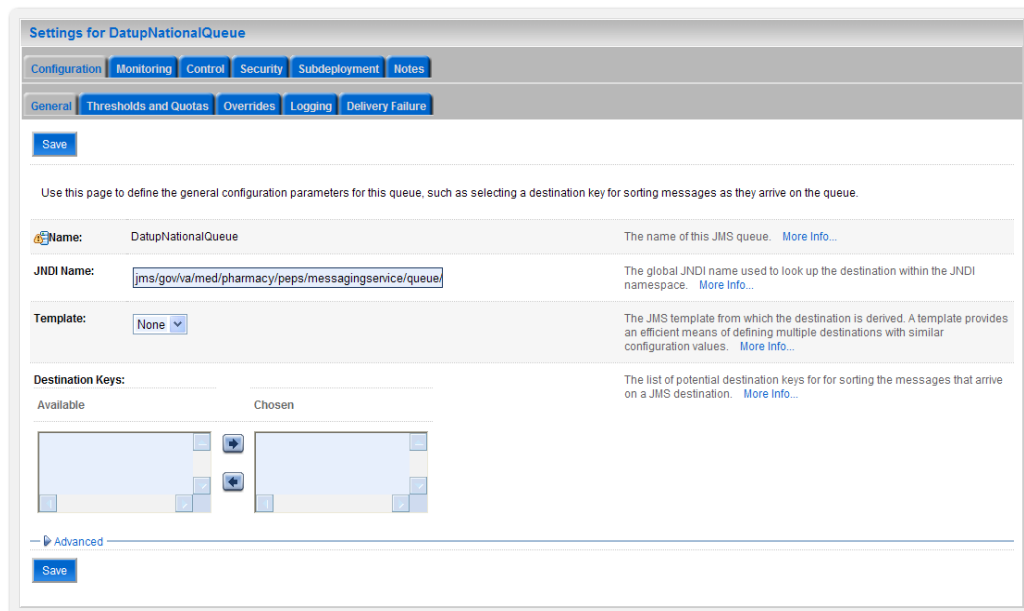 Settings for DatupNationalQueue
Configuration Monitoring Control Security Subdeployment Notes
General Thresholds and Quotas Overrides Logging Delivery Failure
Save
Use this page to define the general configuration parameters for this queue, such as selecting a destination key for sorting messages as they arrive on the queue.
Name: DatupNationalQueue The name of this JMS queue. More Info...
JNDI Name: jms/gov/va/med/pharmacy/peps/messagingservice/queue/ The global JNDI name used to look up the destination within the JNDI
namespace. More Info...
Template: None The JMS template from which the destination is derived. A template provides
an efficient means of defining multiple destinations with similar
configuration values. More Info...
Destination Keys: The list of potential destination keys for for sorting the messages that arrive
on a JMS destination. More Info...
Available Chosen
Advanced
Save